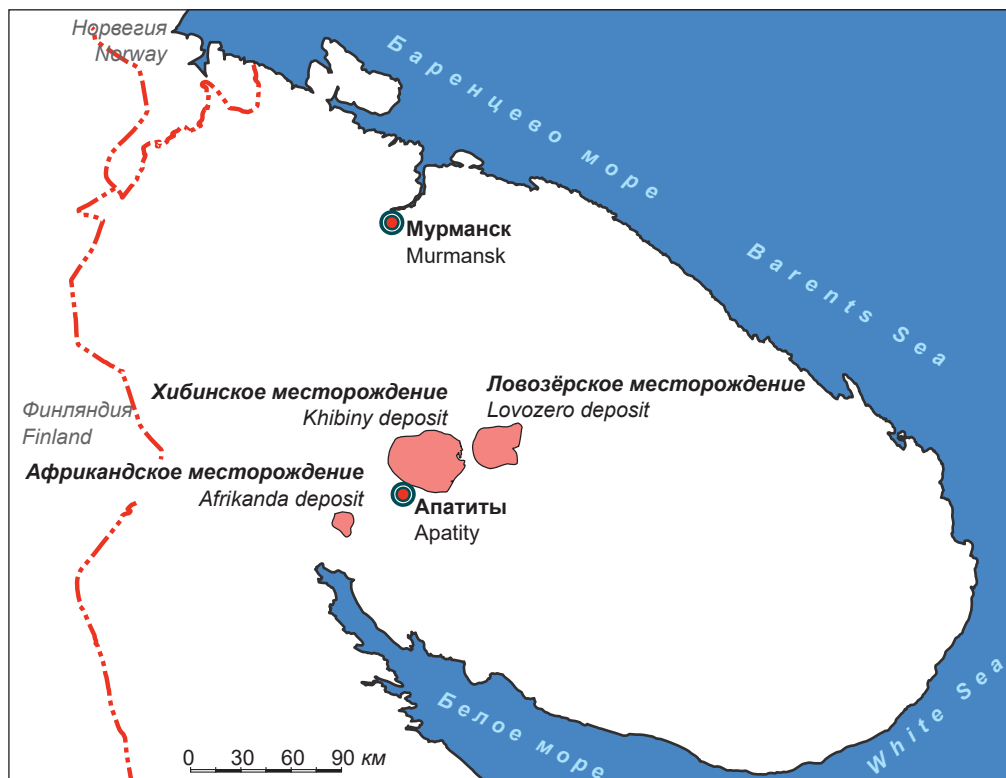 Норвегия
Norway
Баренцево море
Barents Sea
Мурманск
Murmansk
Хибинское месторождение
Khibiny deposit
Ловозёрское месторождение
Lovozero deposit
Финляндия
Finland
Африкандское месторождение
Afrikanda deposit
Апатиты
Apatity
Белое море
White Sea
0 30 60 90 км